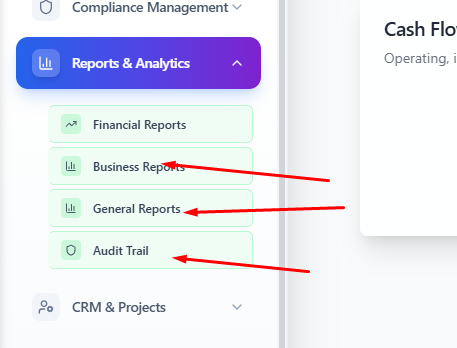 Compliance Management
Cash Flo
Reports & Analytics
Operating, i
Financial Reports
Business Reports
General Reports
Audit Trail
CRM & Projects